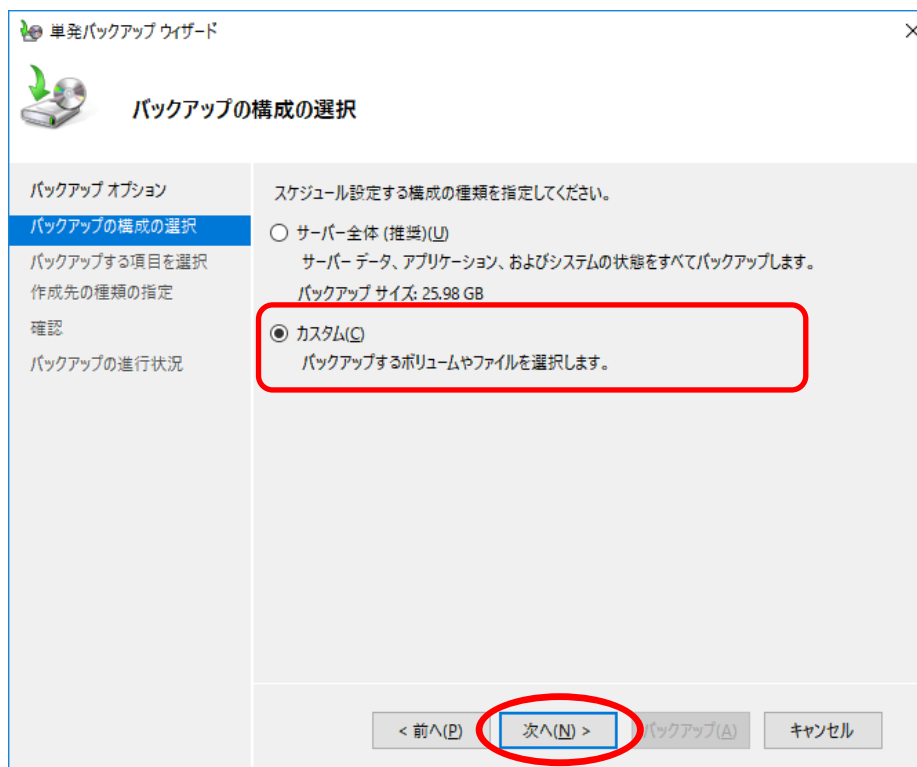 単発バックアップ ウィザード
バックアップの構成の選択
バックアップ オプション
バックアップの構成の選択
バックアップする項目を選択
作成先の種類の指定
確認
バックアップの進行状況
スケジュール設定する構成の種類を指定してください。
サーバー全体 (推奨)(U)
サーバー データ、アプリケーション、およびシステムの状態をすべてバックアップします。
バックアップ サイズ: 25.98 GB
カスタム(C)
バックアップするボリュームやファイルを選択します。
< 前へ(P) 次へ(N) > バックアップ(A) キャンセル